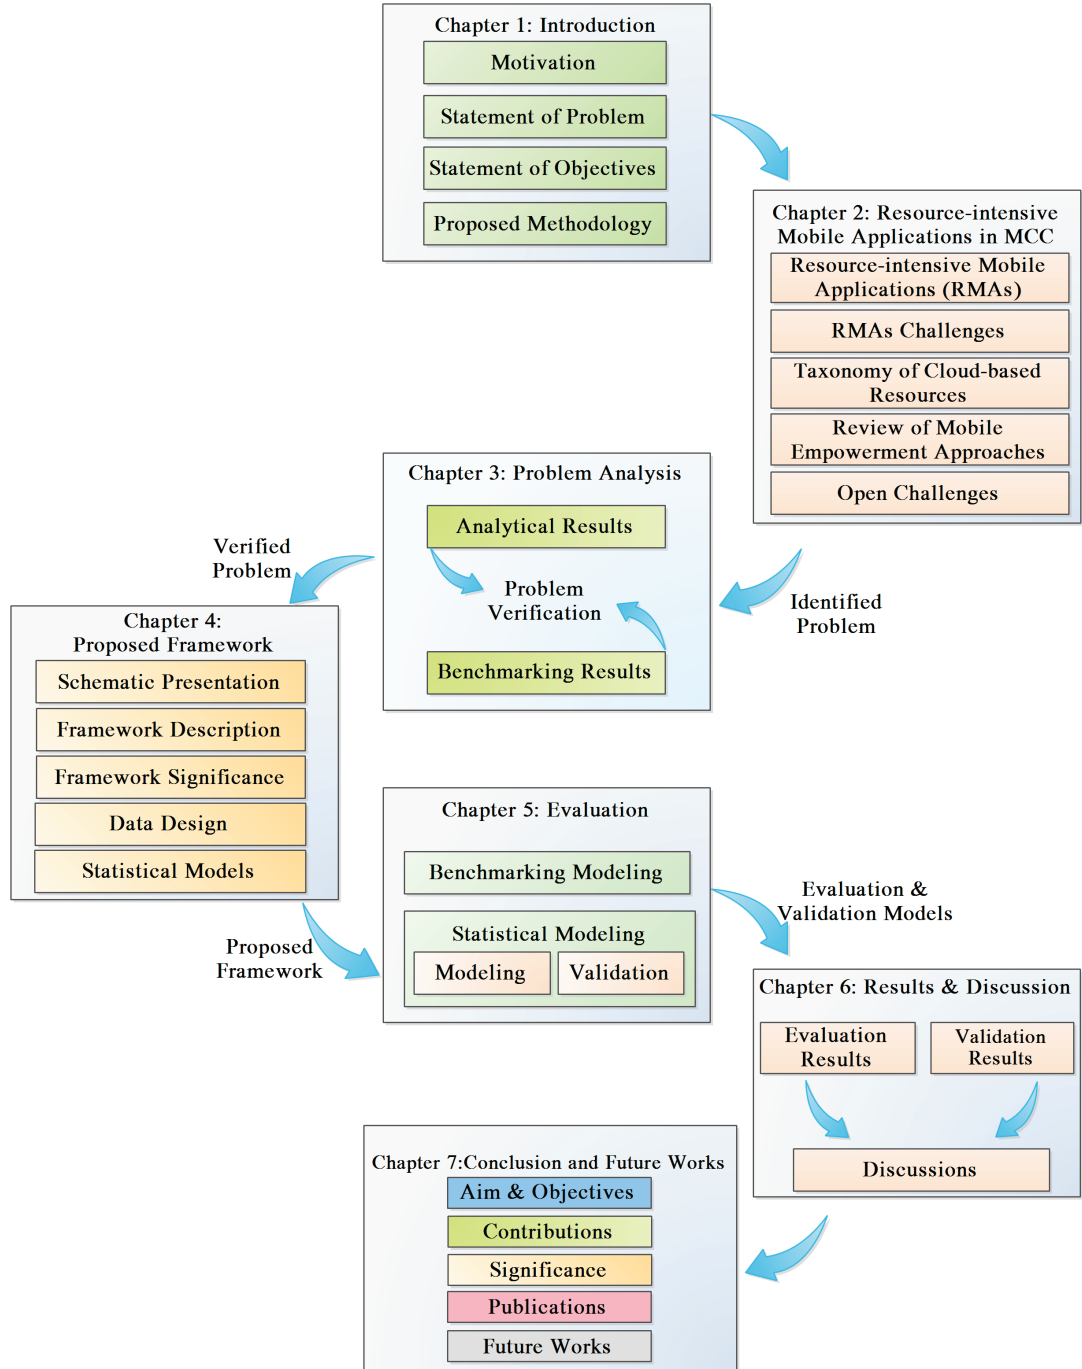 Chapter 1: Introduction
Motivation
Statement of Problem
Statement of Objectives
Proposed Methodology
Chapter 2: Resource-intensive
Mobile Applications in MCC
Resource-intensive Mobile
Applications (RMAs)
RMAs Challenges
Taxonomy of Cloud-based
Resources
Review of Mobile
Empowerment Approaches
Open Challenges
Identified
Problem
Chapter 3: Problem Analysis
Analytical Results
Problem
Verification
Benchmarking Results
Verified
Problem
Chapter 4:
Proposed Framework
Schematic Presentation
Framework Description
Framework Significance
Data Design
Statistical Models
Proposed
Framework
Chapter 5: Evaluation
Benchmarking Modeling
Statistical Modeling
Modeling
Validation
Evaluation &
Validation Models
Chapter 6: Results & Discussion
Evaluation
Results
Validation
Results
Discussions
Chapter 7:Conclusion and Future Works
Aim & Objectives
Contributions
Significance
Publications
Future Works